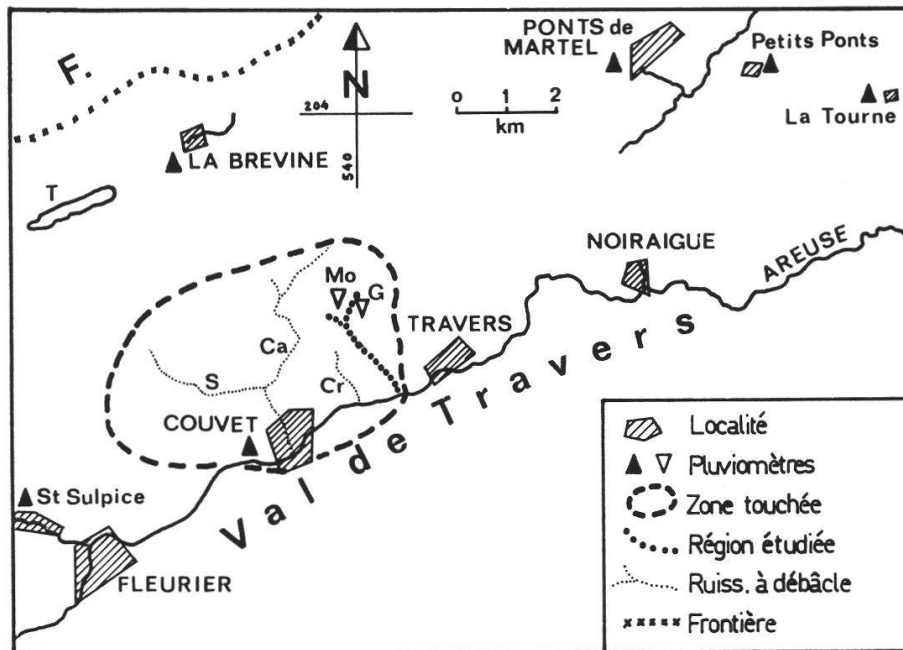 PONTS de
MARTEL
Petits Ponts
F.
N
204
540
0 1 2
km
La Tourne
LA BREVINE
T
NOIRAIGUE
AREUSE
Mo
G
TRAVERS
Ca
S
Cr
COUVET
Val de Travers
St Sulpice
FLEURIER
Localité
Pluviomètres
Zone touchée
Région étudiée
Ruiss. à débâcle
Frontière